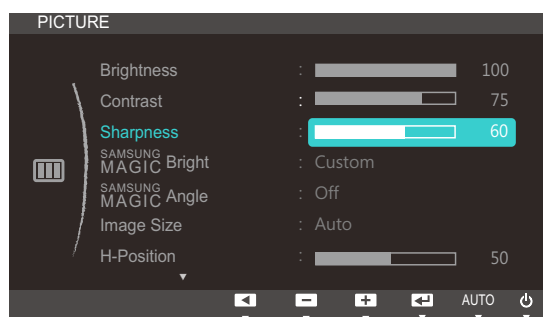 PICTURE
Brightness : 100
Contrast : 75
Sharpness : 60
SAMSUNG
MAGIC Bright : Custom
SAMSUNG
MAGIC Angle : Off
Image Size : Auto
H-Position : 50
AUTO